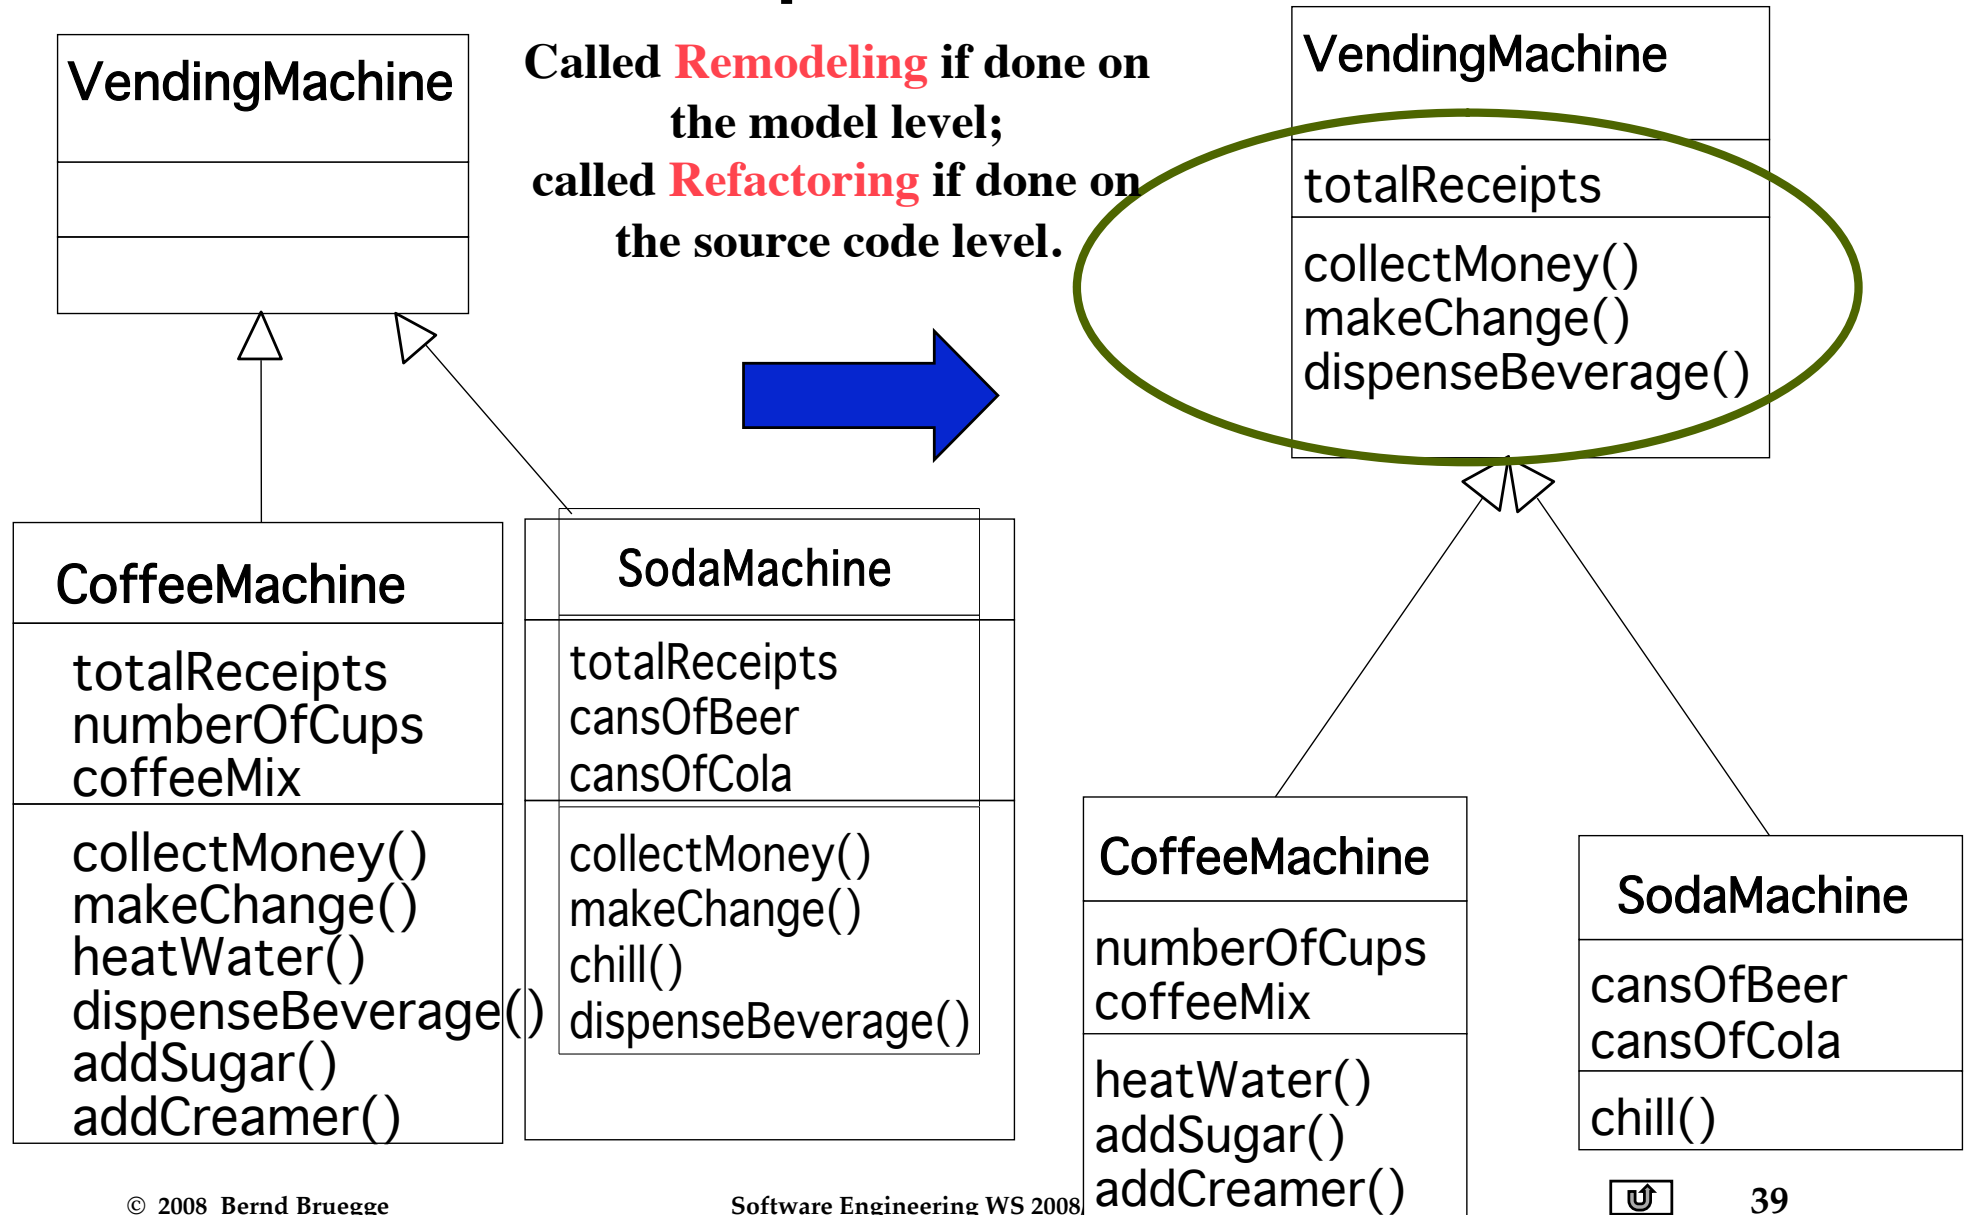 VendingMachine
Called Remodeling if done on
the model level;
called Refactoring if done on
the source code level.
CoffeeMachine
totalReceipts
numberOfCups
coffeeMix
collectMoney()
makeChange()
heatWater()
dispenseBeverage()
addSugar()
addCreamer()
SodaMachine
totalReceipts
cansOfBeer
cansOfCola
collectMoney()
makeChange()
chill()
dispenseBeverage()
VendingMachine
totalReceipts
collectMoney()
makeChange()
dispenseBeverage()
CoffeeMachine
numberOfCups
coffeeMix
heatWater()
addSugar()
addCreamer()
SodaMachine
cansOfBeer
cansOfCola
chill()
© 2008 Bernd Bruegge
Software Engineering WS 2008/
39